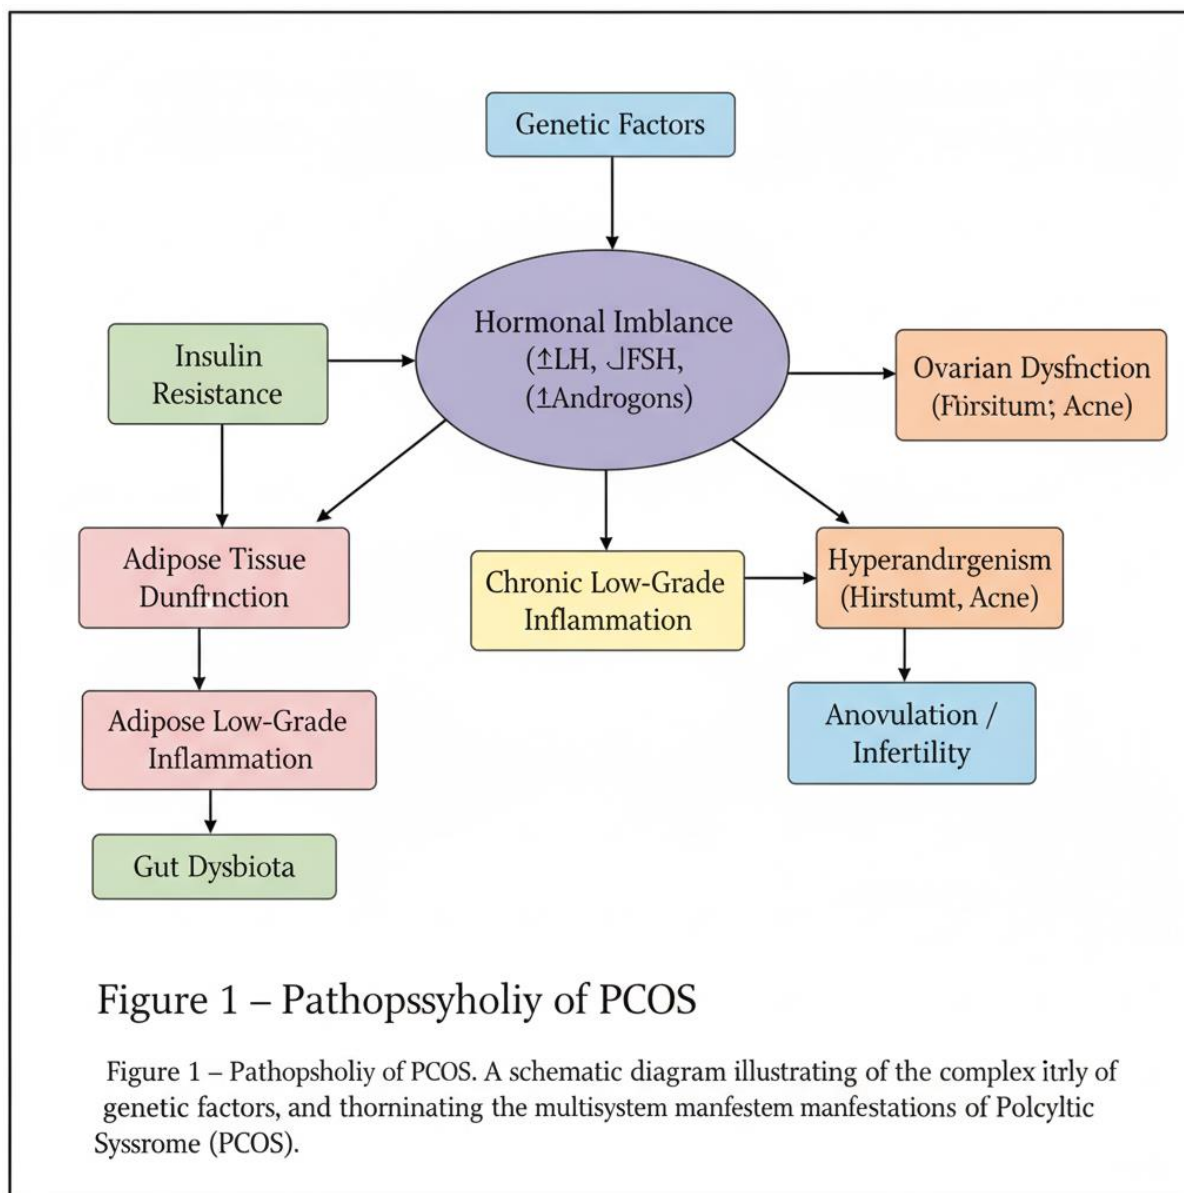 Genetic Factors
Hormonal Imblance
(↑LH, ↓FSH,
(↑Androgons)
Insulin
Resistance
Ovarian Dysfnction
(Fhrsitum; Acne)
Adipose Tissue
Dunfrnction
Chronic Low-Grade
Inflammation
Hyperandırgenism
(Hirstumt, Acne)
Adipose Low-Grade
Inflammation
Anovulation /
Infertility
Gut Dysbiota
Figure 1 – Pathopssyholiy of PCOS
Figure 1 – Pathopsholiy of PCOS. A schematic diagram illustrating of the complex itrly of
genetic factors, and thorninating the multisystem manfestem manfestations of Polcyltic
Syssrome (PCOS).